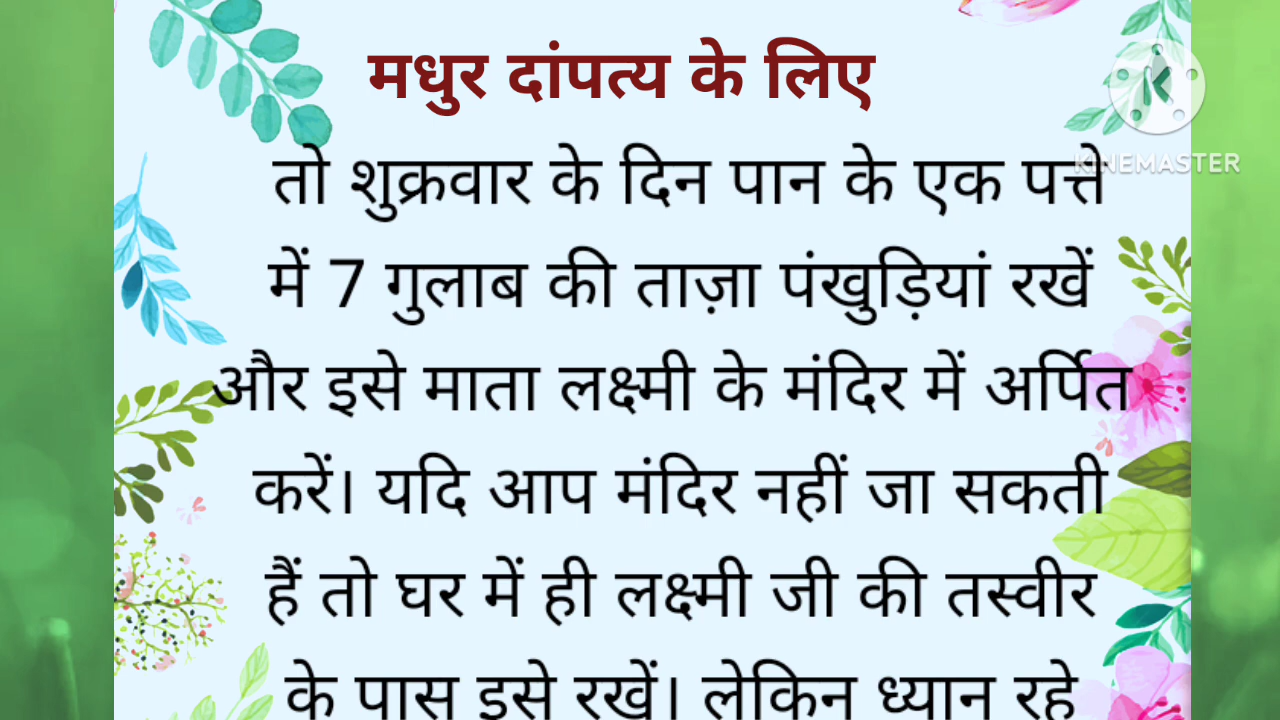 मधुर दांपत्य के लिए
KINEMASTER
तो शुक्रवार के दिन पान के एक पत्ते
में 7 गुलाब की ताज़ा पंखुड़ियां रखें
और इसे माता लक्ष्मी के मंदिर में अर्पित
करें। यदि आप मंदिर नहीं जा सकती
हैं तो घर में ही लक्ष्मी जी की तस्वीर
के पास इसे रखें। लेकिन ध्यान रहे